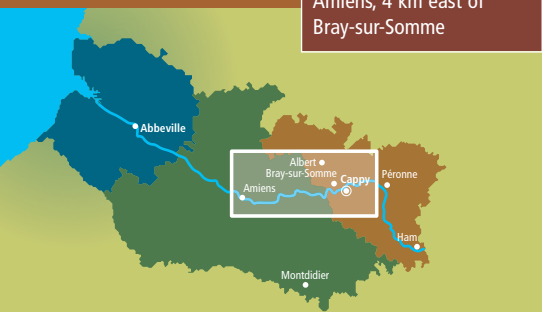 Amiens, 4 km east of
Bray-sur-Somme
Abbeville
Albert
Bray-sur-Somme
Cappy
Péronne
Amiens
Ham
Montdidier